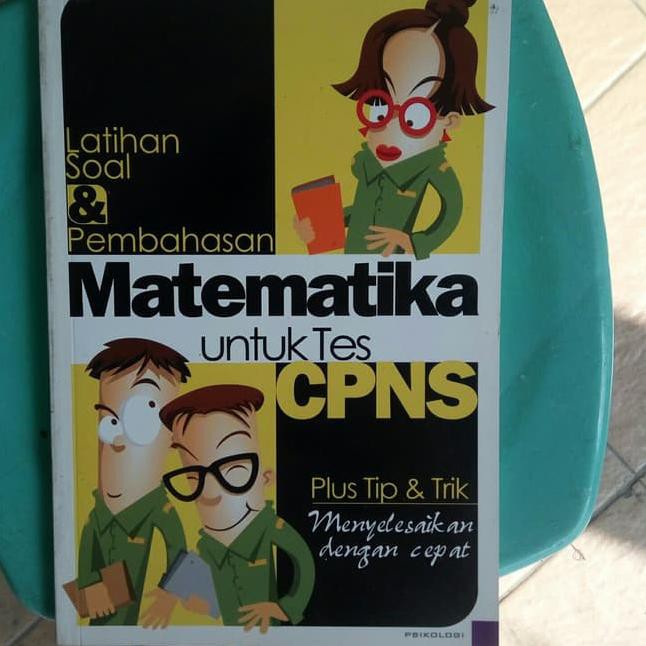 Latihan
Soal
&
Pembahasan
Matematika
untuk Tes
CPNS
Plus Tip & Trik
Menyelesaikan
dengan cepat
PSIKOLOGI